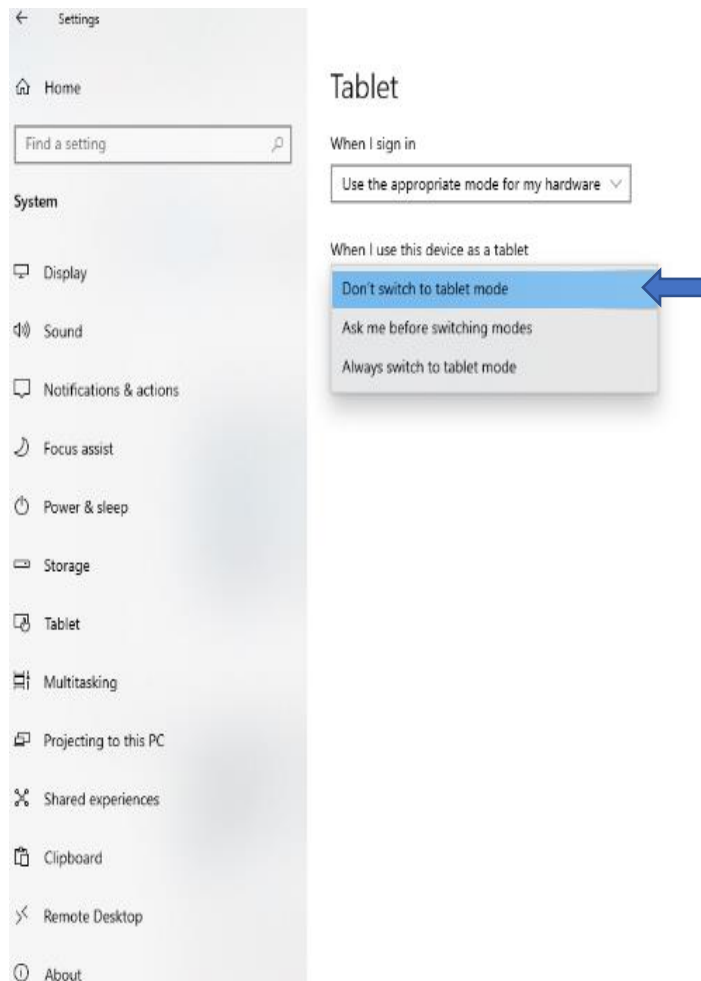 Settings
Home
Find a setting
System
Display
Sound
Notifications & actions
Focus assist
Power & sleep
Storage
Tablet
Multitasking
Projecting to this PC
Shared experiences
Clipboard
Remote Desktop
About
Tablet
When I sign in
Use the appropriate mode for my hardware
When I use this device as a tablet
Don't switch to tablet mode
Ask me before switching modes
Always switch to tablet mode